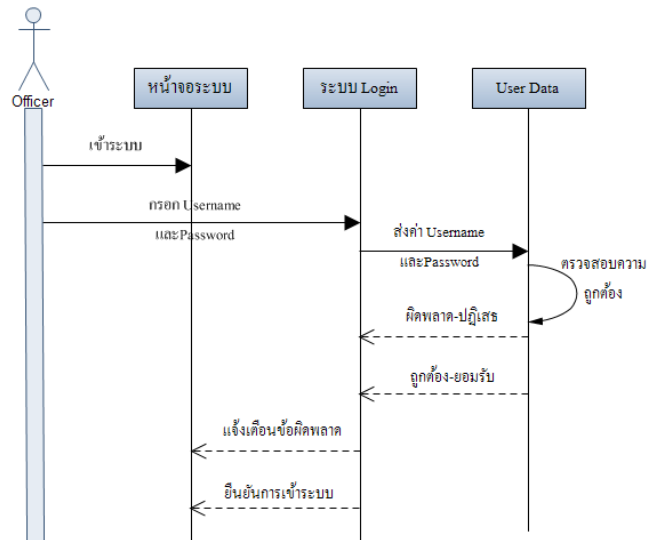 Officer
หน้าจอระบบ
ระบบ Login
User Data
เข้าระบบ
กรอก Username
และPassword
ส่งค่า Username
และPassword
ตรวจสอบความ
ถูกต้อง
ผิดพลาด-ปฏิเสธ
ถูกต้อง-ยอมรับ
แจ้งเตือนข้อผิดพลาด
ยืนยันการเข้าระบบ